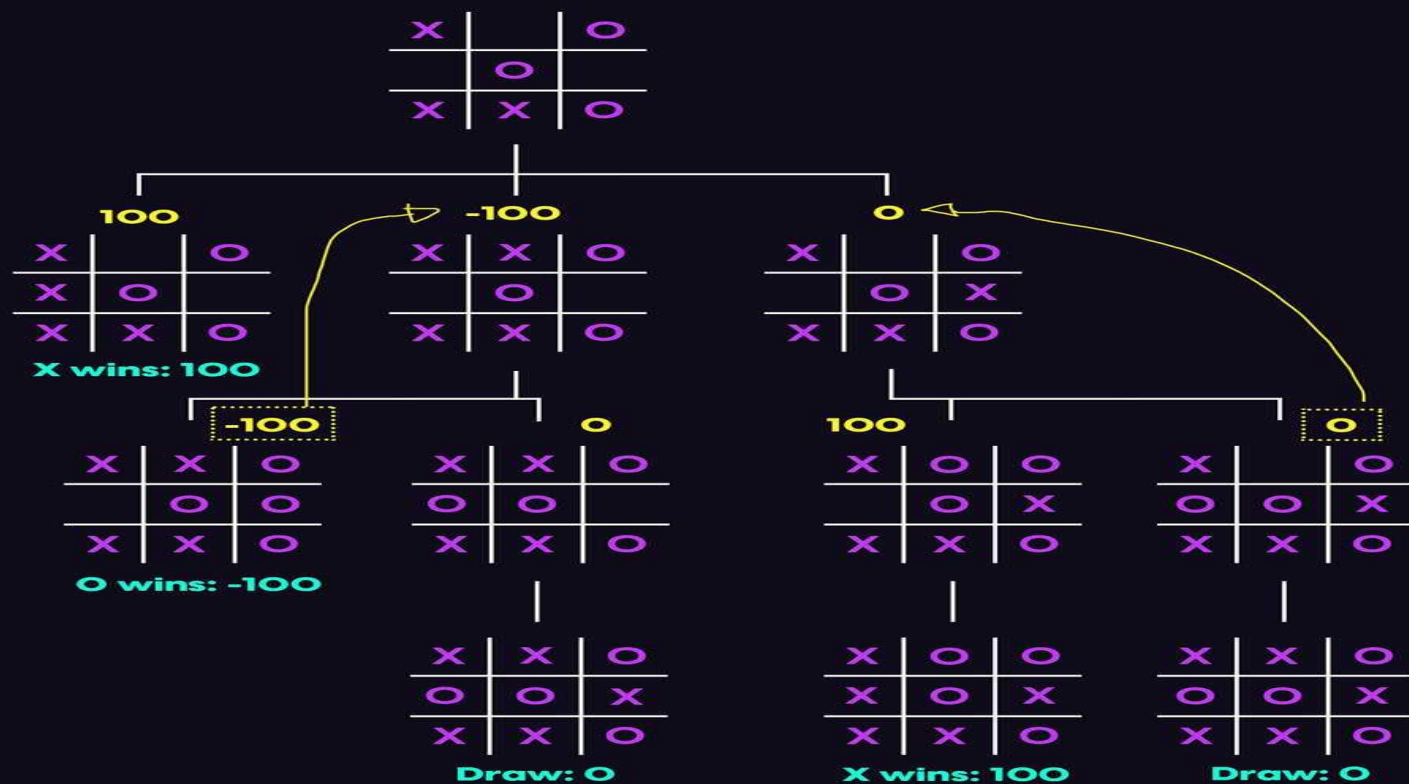 X O
O
X X O
100 -100 0
X O X X O X O
X O O O X
X X O X X O X X O
X wins: 100
-100 0 100 0
X X O X X O X O O X O
O O O O O X O O X
X X O X X O X X O X X O
O wins: -100
X X O X O O X X O
O O X X O X O O X
X X O X X O X X O
Draw: 0 X wins: 100 Draw: 0